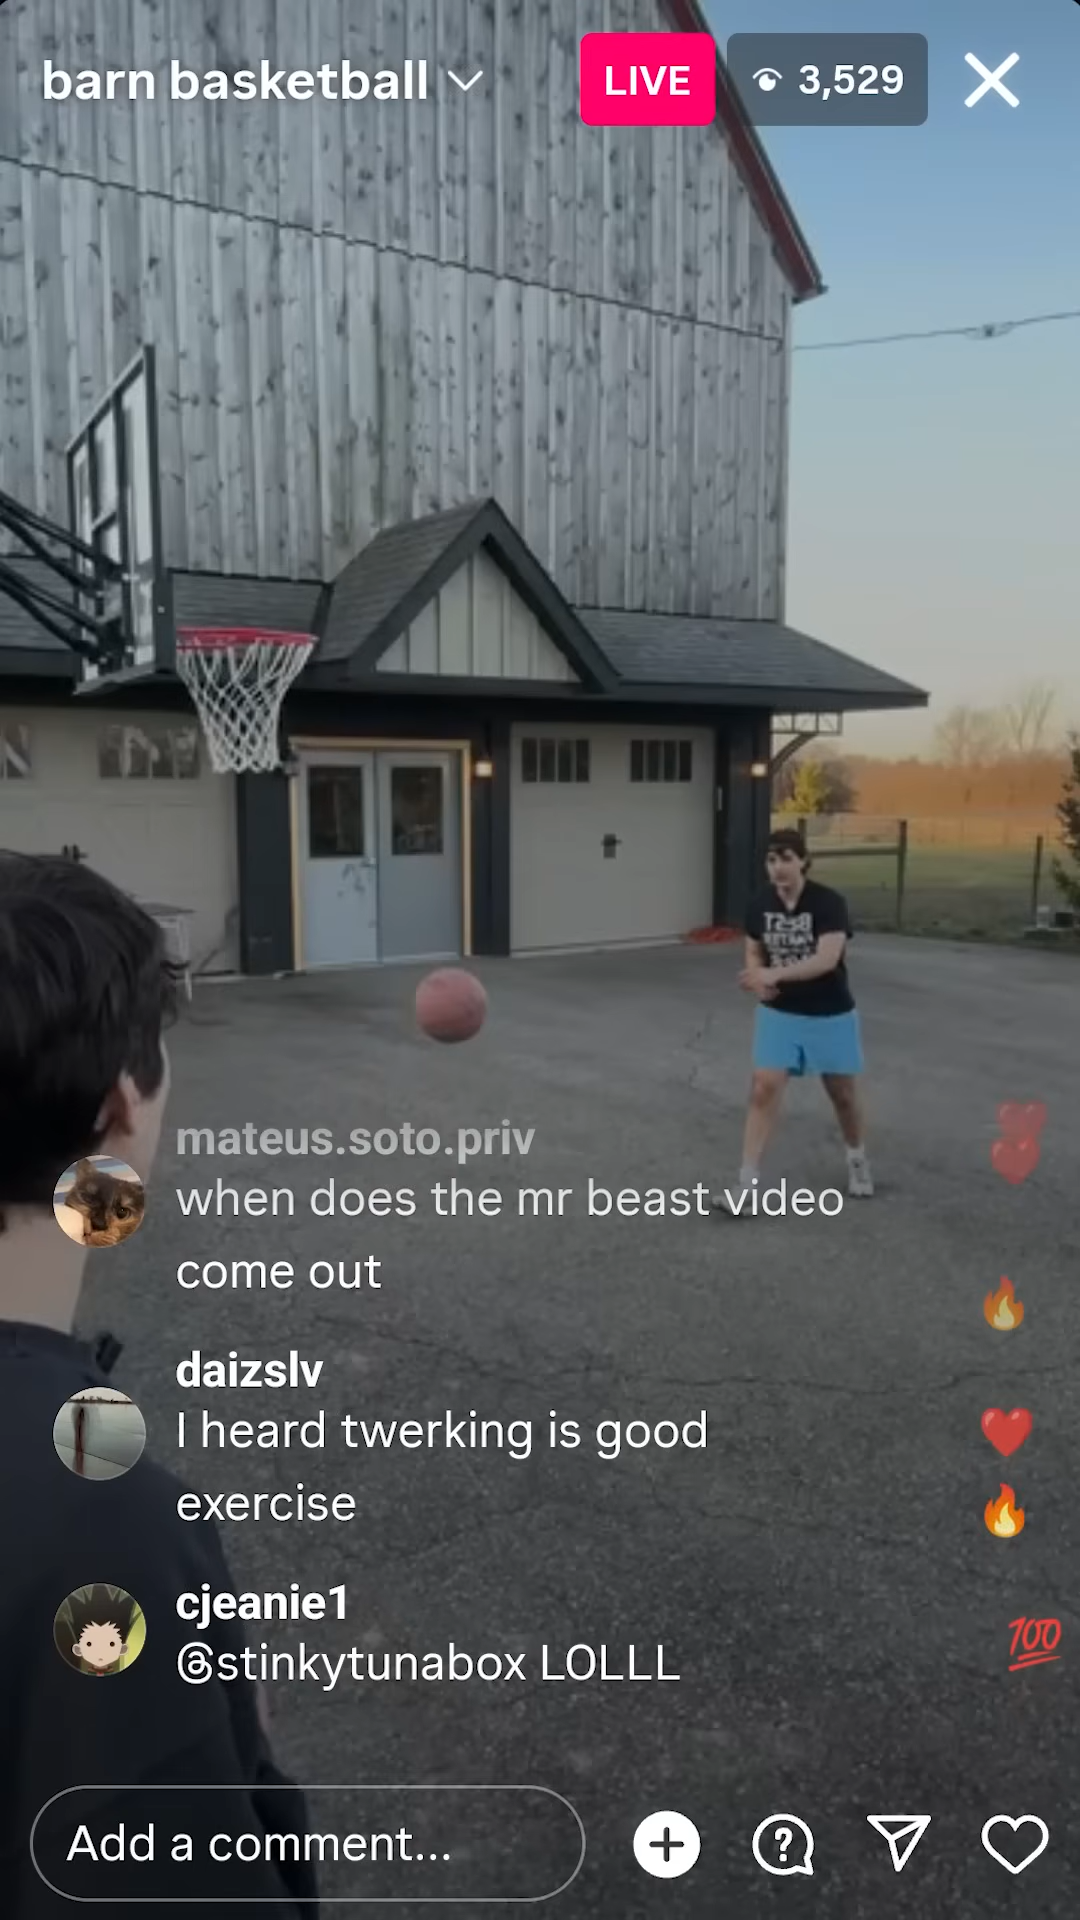 barn basketball
LIVE
3,529
mateus.soto.priv
when does the mr beast video
come out
daizslv
I heard twerking is good
exercise
cjeanie1
@stinkytunabox LOLLL
Add a comment...